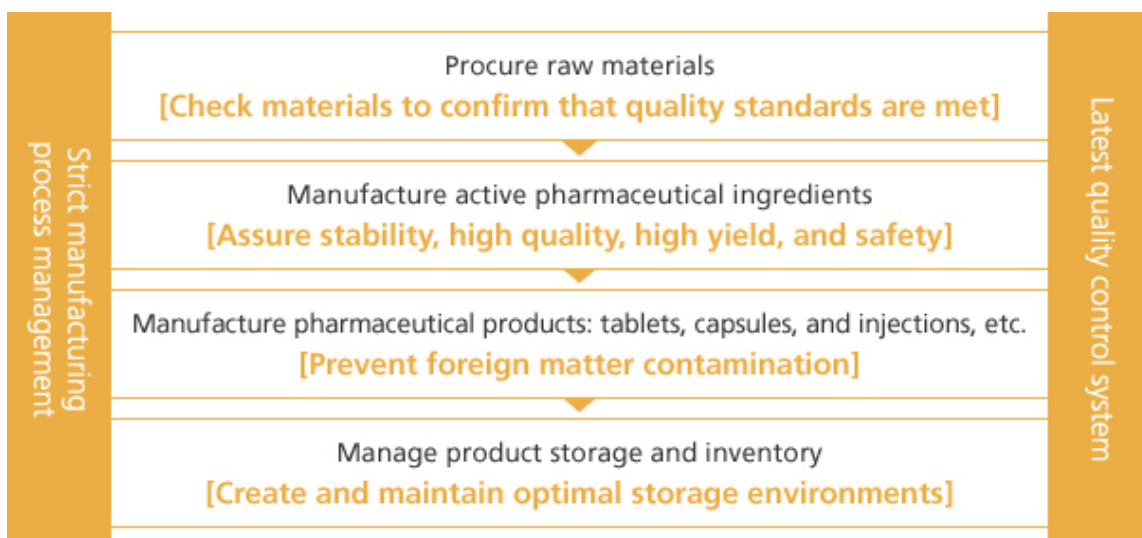 Strict manufacturing
process management
Procure raw materials
[Check materials to confirm that quality standards are met]
Manufacture active pharmaceutical ingredients
[Assure stability, high quality, high yield, and safety]
Manufacture pharmaceutical products: tablets, capsules, and injections, etc.
[Prevent foreign matter contamination]
Manage product storage and inventory
[Create and maintain optimal storage environments]
Latest quality control system